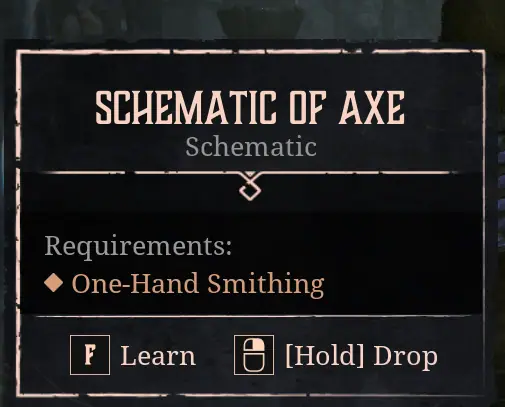 SCHEMATIC OF AXE
Schematic
Requirements:
One-Hand Smithing
F Learn [Hold] Drop